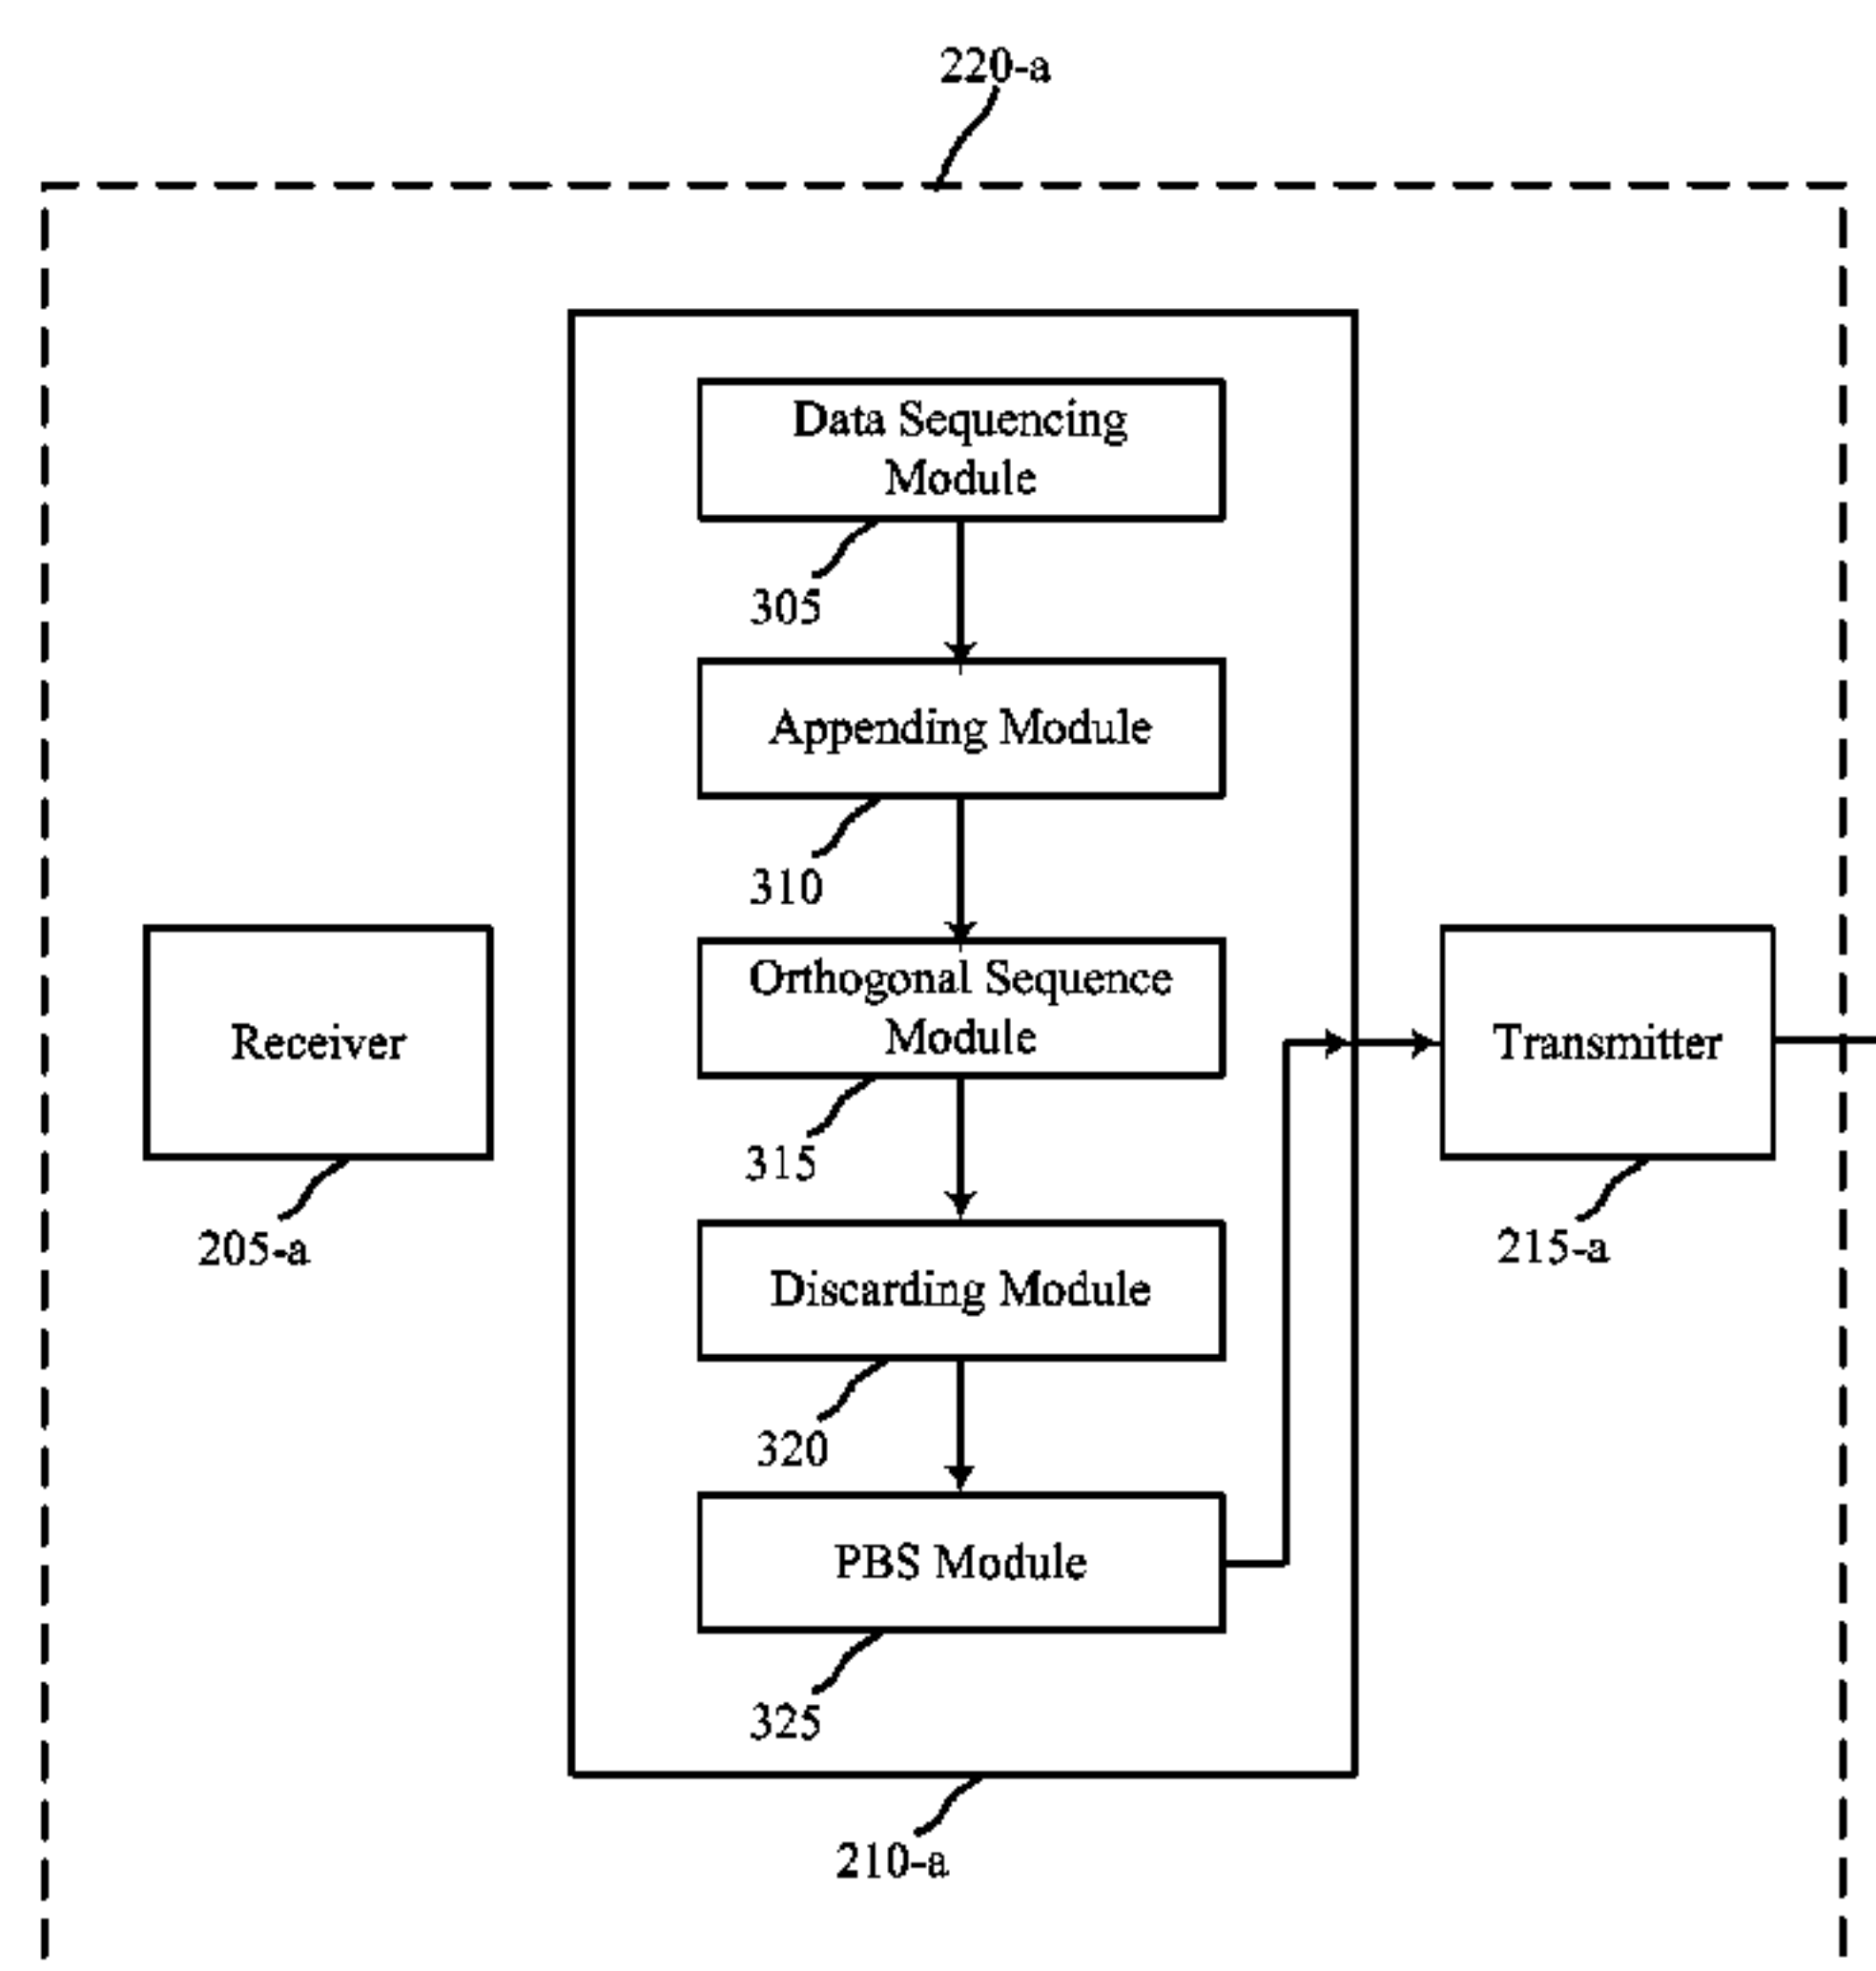 220-a
Data Sequencing
Module
305
Appending Module
310
Orthogonal Sequence
Module
315
Receiver
205-a
Transmitter
215-a
Discarding Module
320
PBS Module
325
210-a